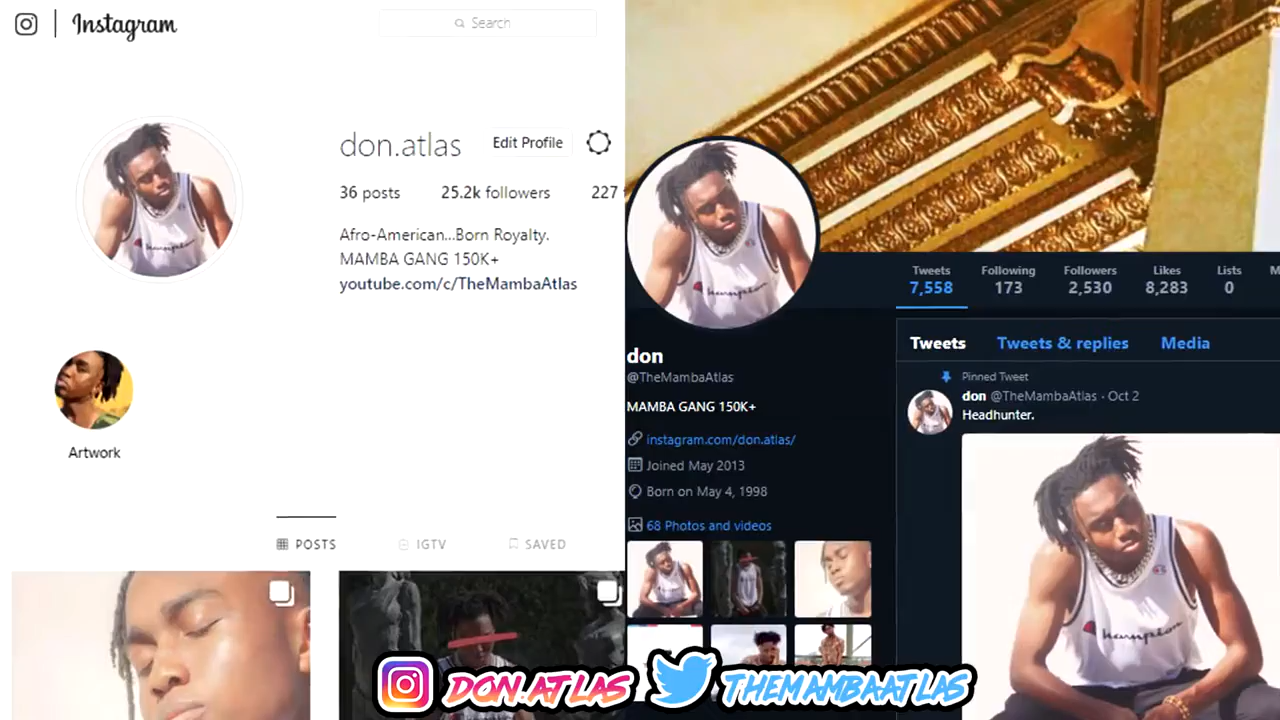 Instagram
Search
don.atlas
Edit Profile
36 posts
25.2k followers
227
Afro-American...Born Royalty.
MAMBA GANG 150K+
youtube.com/c/TheMambaAtlas
Artwork
POSTS
IGTV
SAVED
champion
Tweets
Following
Followers
Likes
Lists
M
7,558
173
2,530
8,283
0
don
@TheMambaAtlas
MAMBA GANG 150K+
instagram.com/don.atlas/
Joined May 2013
Born on May 4, 1998
68 Photos and videos
Tweets
Tweets & replies
Media
Pinned Tweet
don @TheMambaAtlas · Oct 2
Headhunter.
champion
champion
DON.ATLAS
THEMAMBAATLAS